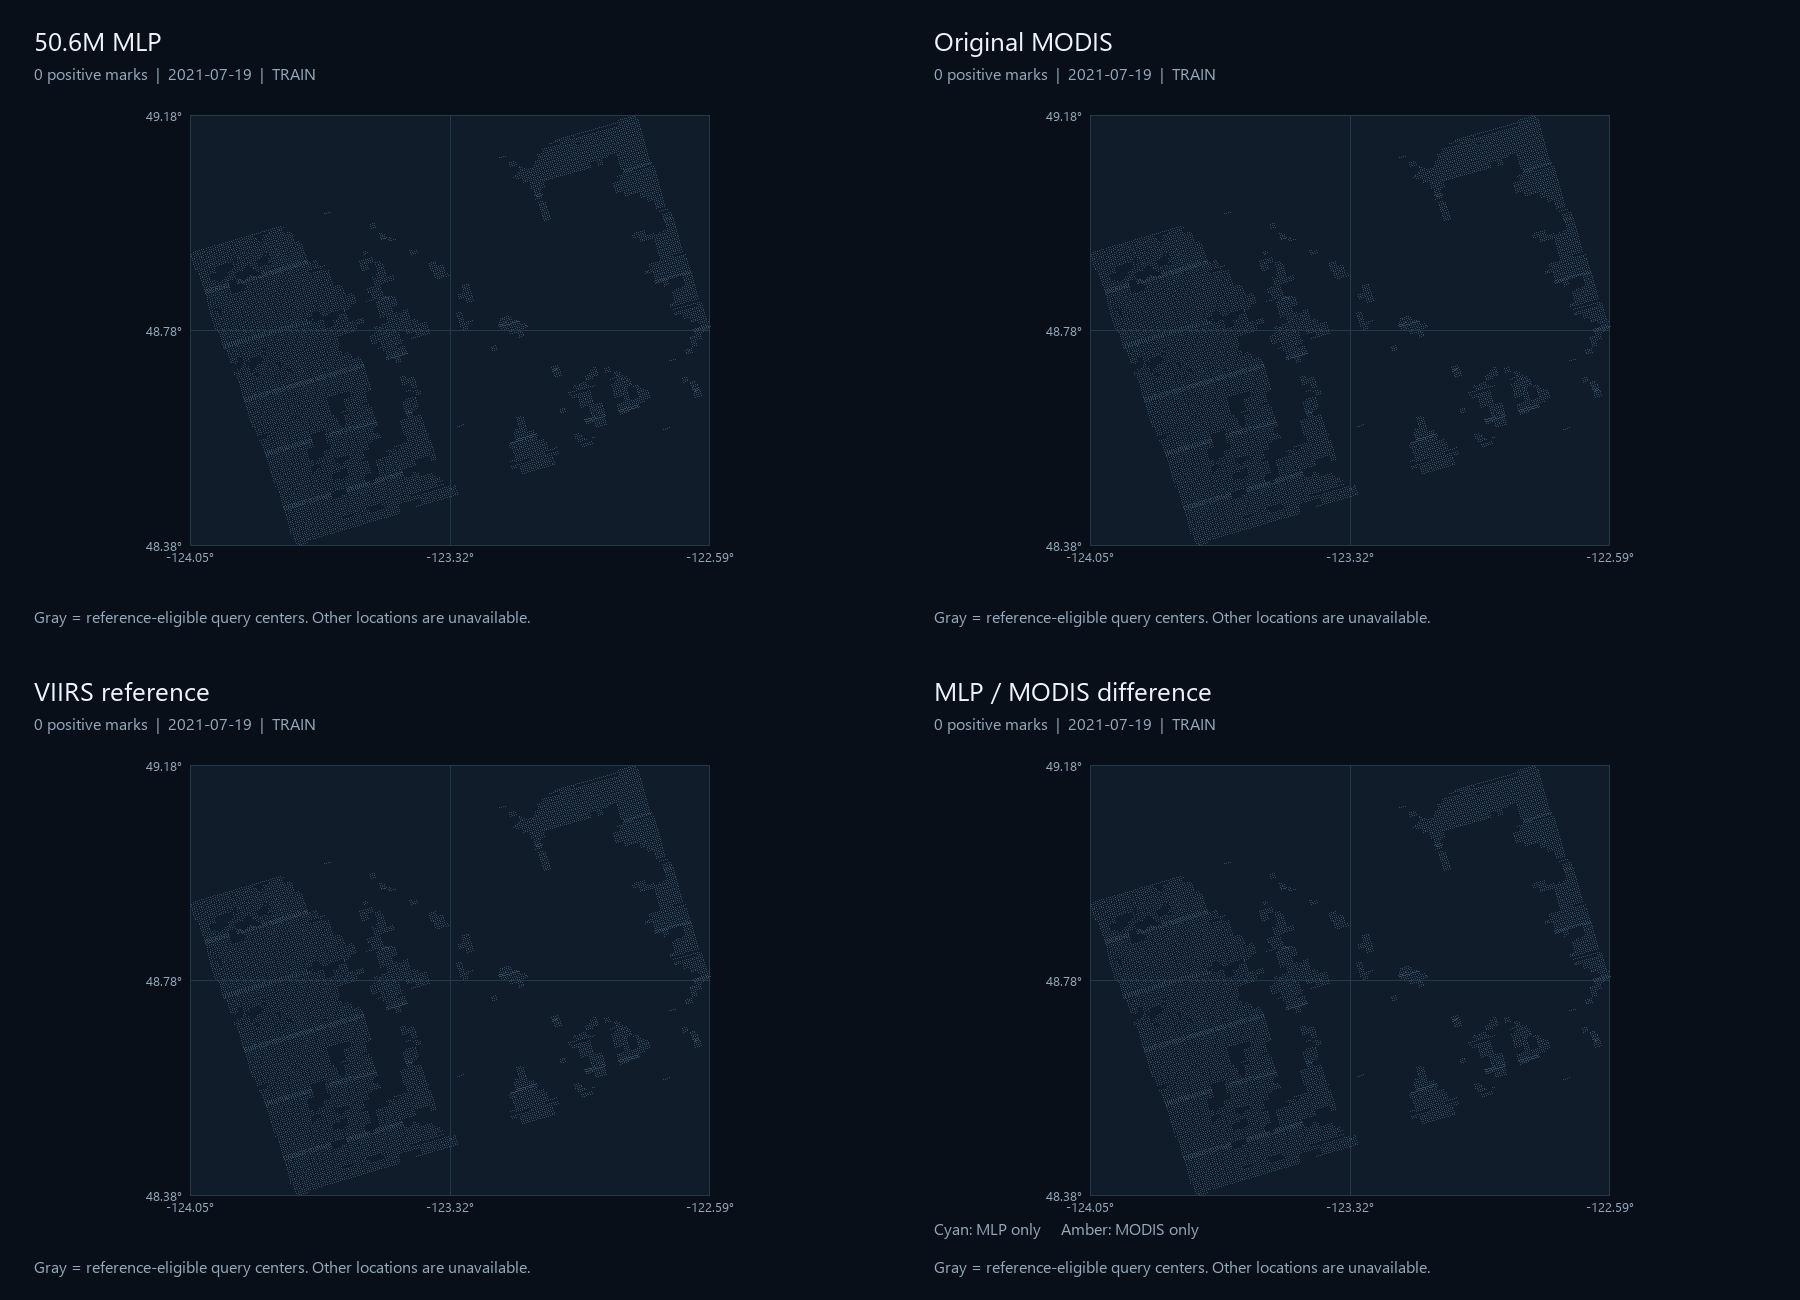 50.6M MLP
0 positive marks | 2021-07-19 | TRAIN
49.18°
48.78°
48.38°
-124.05°
-123.32°
-122.59°
Gray = reference-eligible query centers. Other locations are unavailable.
Original MODIS
0 positive marks | 2021-07-19 | TRAIN
49.18°
48.78°
48.38°
-124.05°
-123.32°
-122.59°
Gray = reference-eligible query centers. Other locations are unavailable.
VIIRS reference
0 positive marks | 2021-07-19 | TRAIN
49.18°
48.78°
48.38°
-124.05°
-123.32°
-122.59°
Gray = reference-eligible query centers. Other locations are unavailable.
MLP / MODIS difference
0 positive marks | 2021-07-19 | TRAIN
49.18°
48.78°
48.38°
-124.05°
-123.32°
-122.59°
Cyan: MLP only Amber: MODIS only
Gray = reference-eligible query centers. Other locations are unavailable.